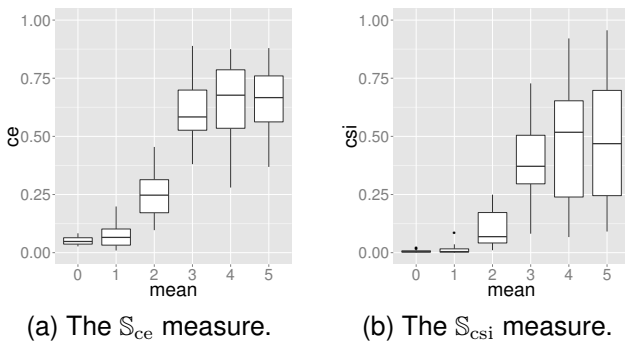 1.00
0.75
0.50
0.25
0.00
ce
0 1 2 3 4 5
mean
(a) The 𝕊ce measure.
1.00
0.75
0.50
0.25
0.00
csi
0 1 2 3 4 5
mean
(b) The 𝕊csi measure.